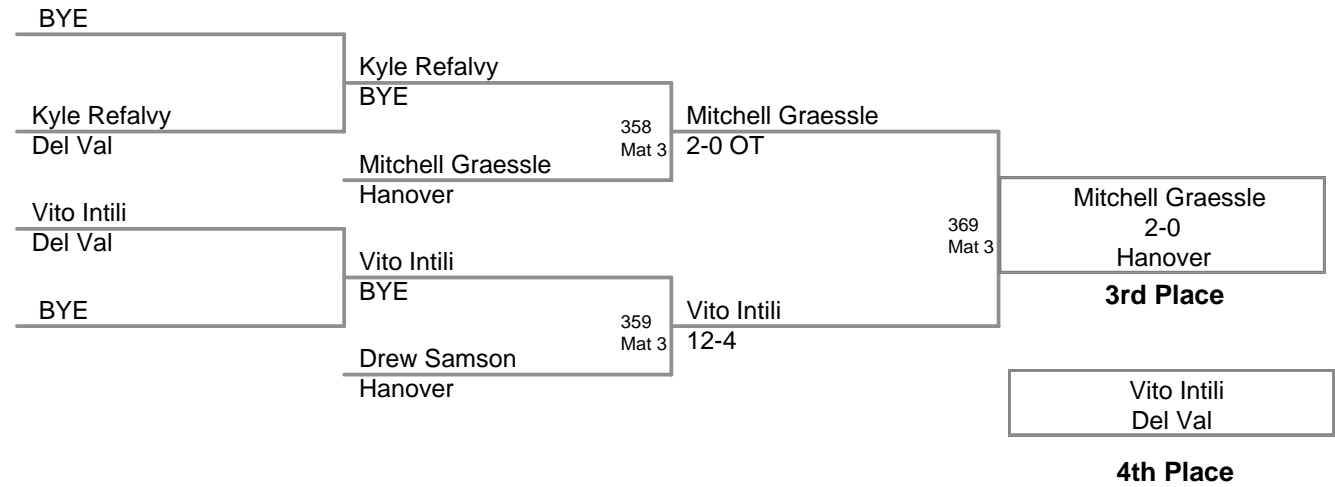 BYE
Kyle Refalvy
BYE
Kyle Refalvy
Del Val
358
Mat 3
Mitchell Graessle
2-0 OT
Mitchell Graessle
Hanover
Vito Intili
Del Val
369
Mat 3
Mitchell Graessle
2-0
Hanover
3rd Place
Vito Intili
BYE
BYE
359
Mat 3
Vito Intili
12-4
Drew Samson
Hanover
Vito Intili
Del Val
4th Place